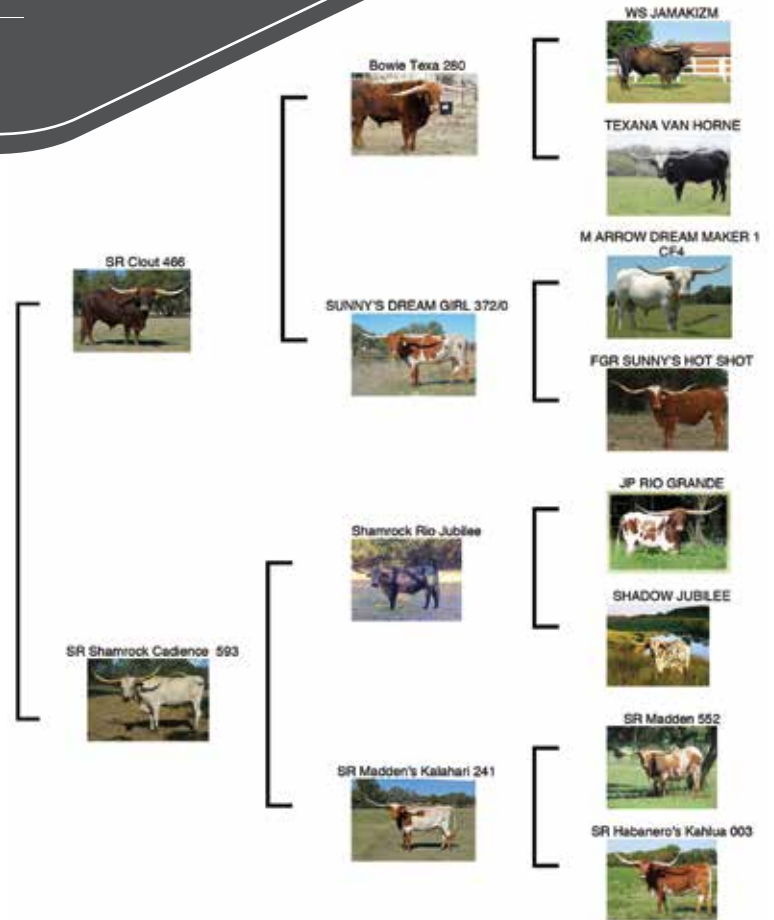 WS JAMAKIZM
Bowie Texa 260
TEXANA VAN HORNE
M ARROW DREAM MAKER 1
CF4
SR Clout 466
SUNNY'S DREAM GIRL 372/0
FGR SUNNY'S HOT SHOT
JP RIO GRANDE
Shamrock Rio Jubilee
SHADOW JUBILEE
SR Shamrock Cadience 593
SR Madden 552
SR Madden's Kalahari 241
SR Habanero's Kahlua 003